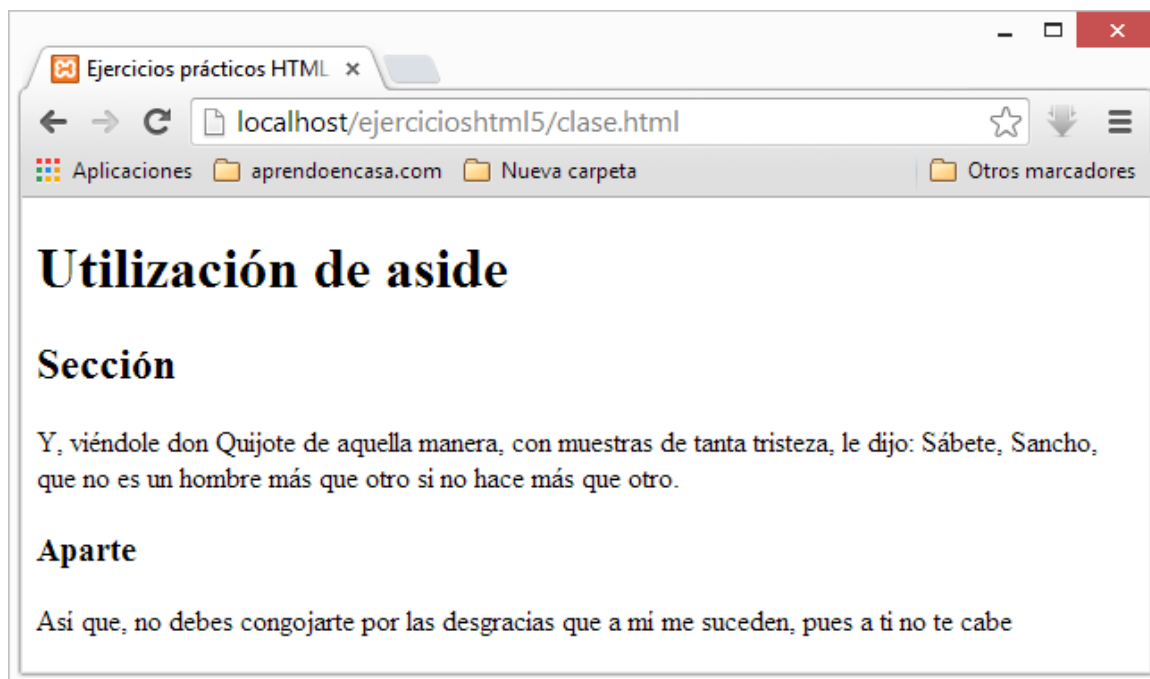 Ejercicios prácticos HTML
localhost/ejercicioshtml5/clase.html
Aplicaciones aprendoencasa.com Nueva carpeta Otros marcadores
Utilización de aside
Sección
Y, viéndole don Quijote de aquella manera, con muestras de tanta tristeza, le dijo: Sábete, Sancho,
que no es un hombre más que otro si no hace más que otro.
Aparte
Así que, no debes congojarte por las desgracias que a mi me suceden, pues a ti no te cabe